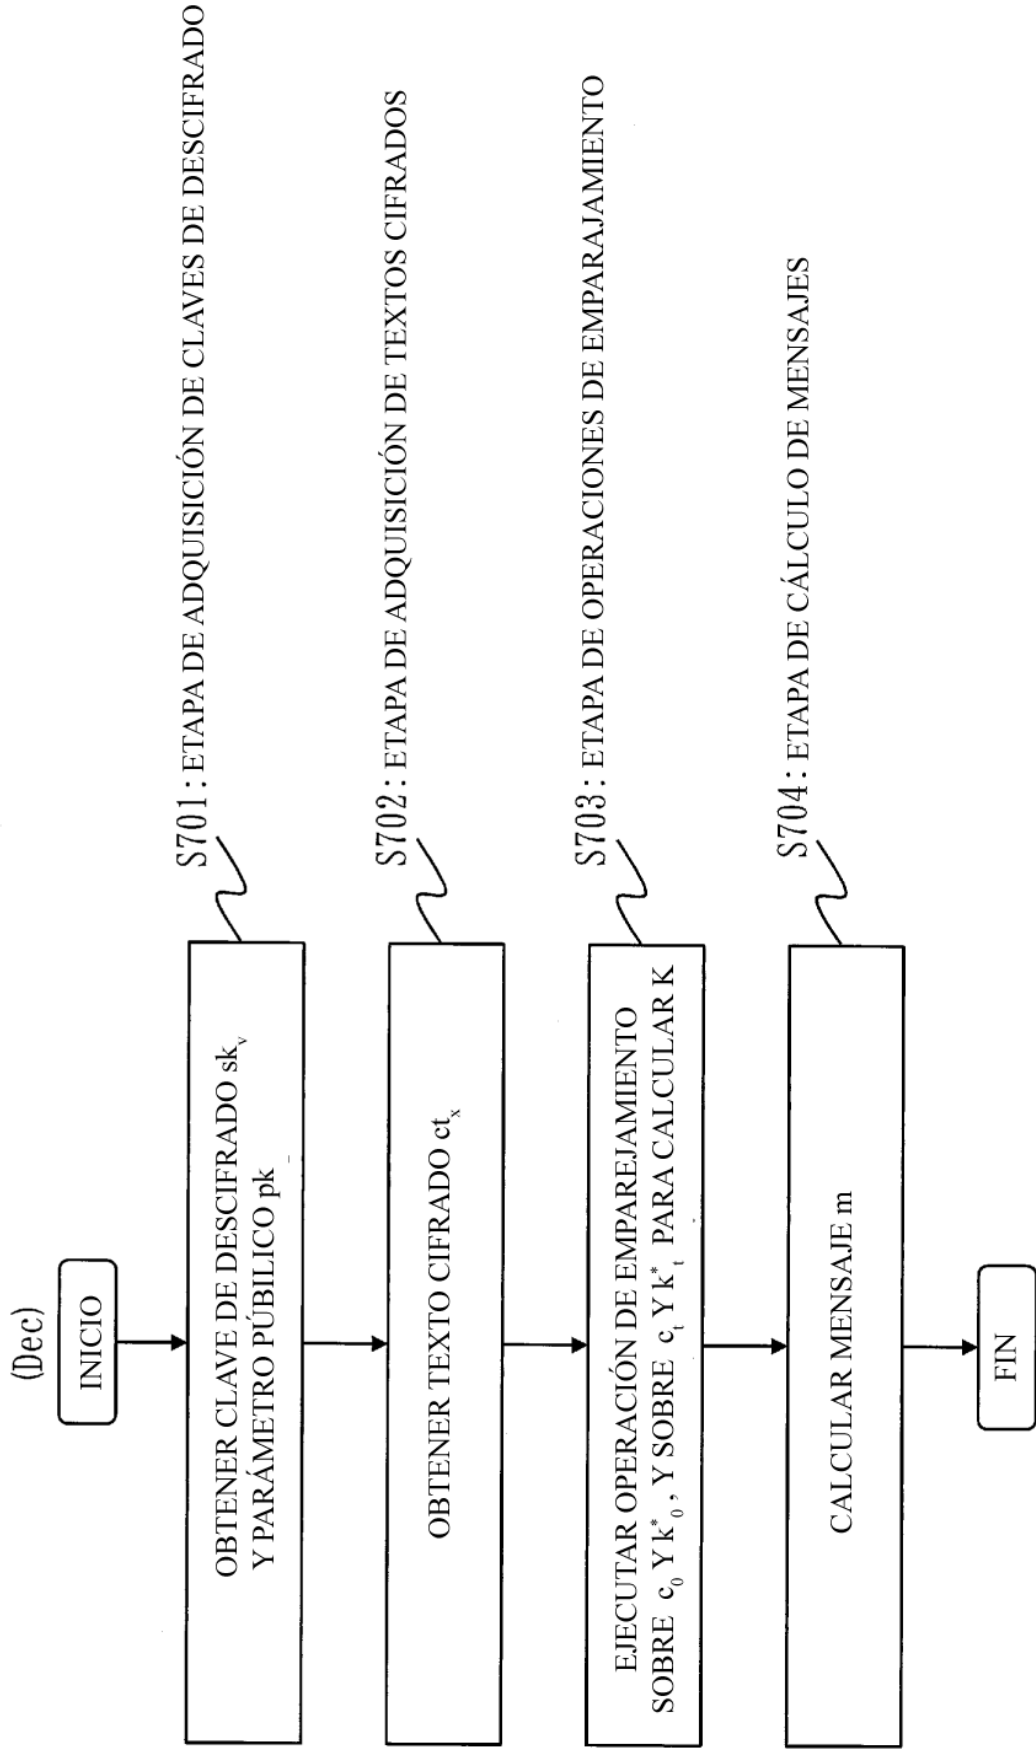 (Dec)
INICIO
S701: ETAPA DE ADQUISICIÓN DE CLAVES DE DESCIFRADO
OBTENER CLAVE DE DESCIFRADO sk_v
Y PARÁMETRO PÚBILICO pk
S702: ETAPA DE ADQUISICIÓN DE TEXTOS CIFRADOS
OBTENER TEXTO CIFRADO ct_x
S703: ETAPA DE OPERACIONES DE EMPARAJAMIENTO
EJECUTAR OPERACIÓN DE EMPAREJAMIENTO
SOBRE c_0 Y k*_0, Y SOBRE c_t Y k*_t PARA CALCULAR K
S704: ETAPA DE CÁLCULO DE MENSAJES
CALCULAR MENSAJE m
FIN